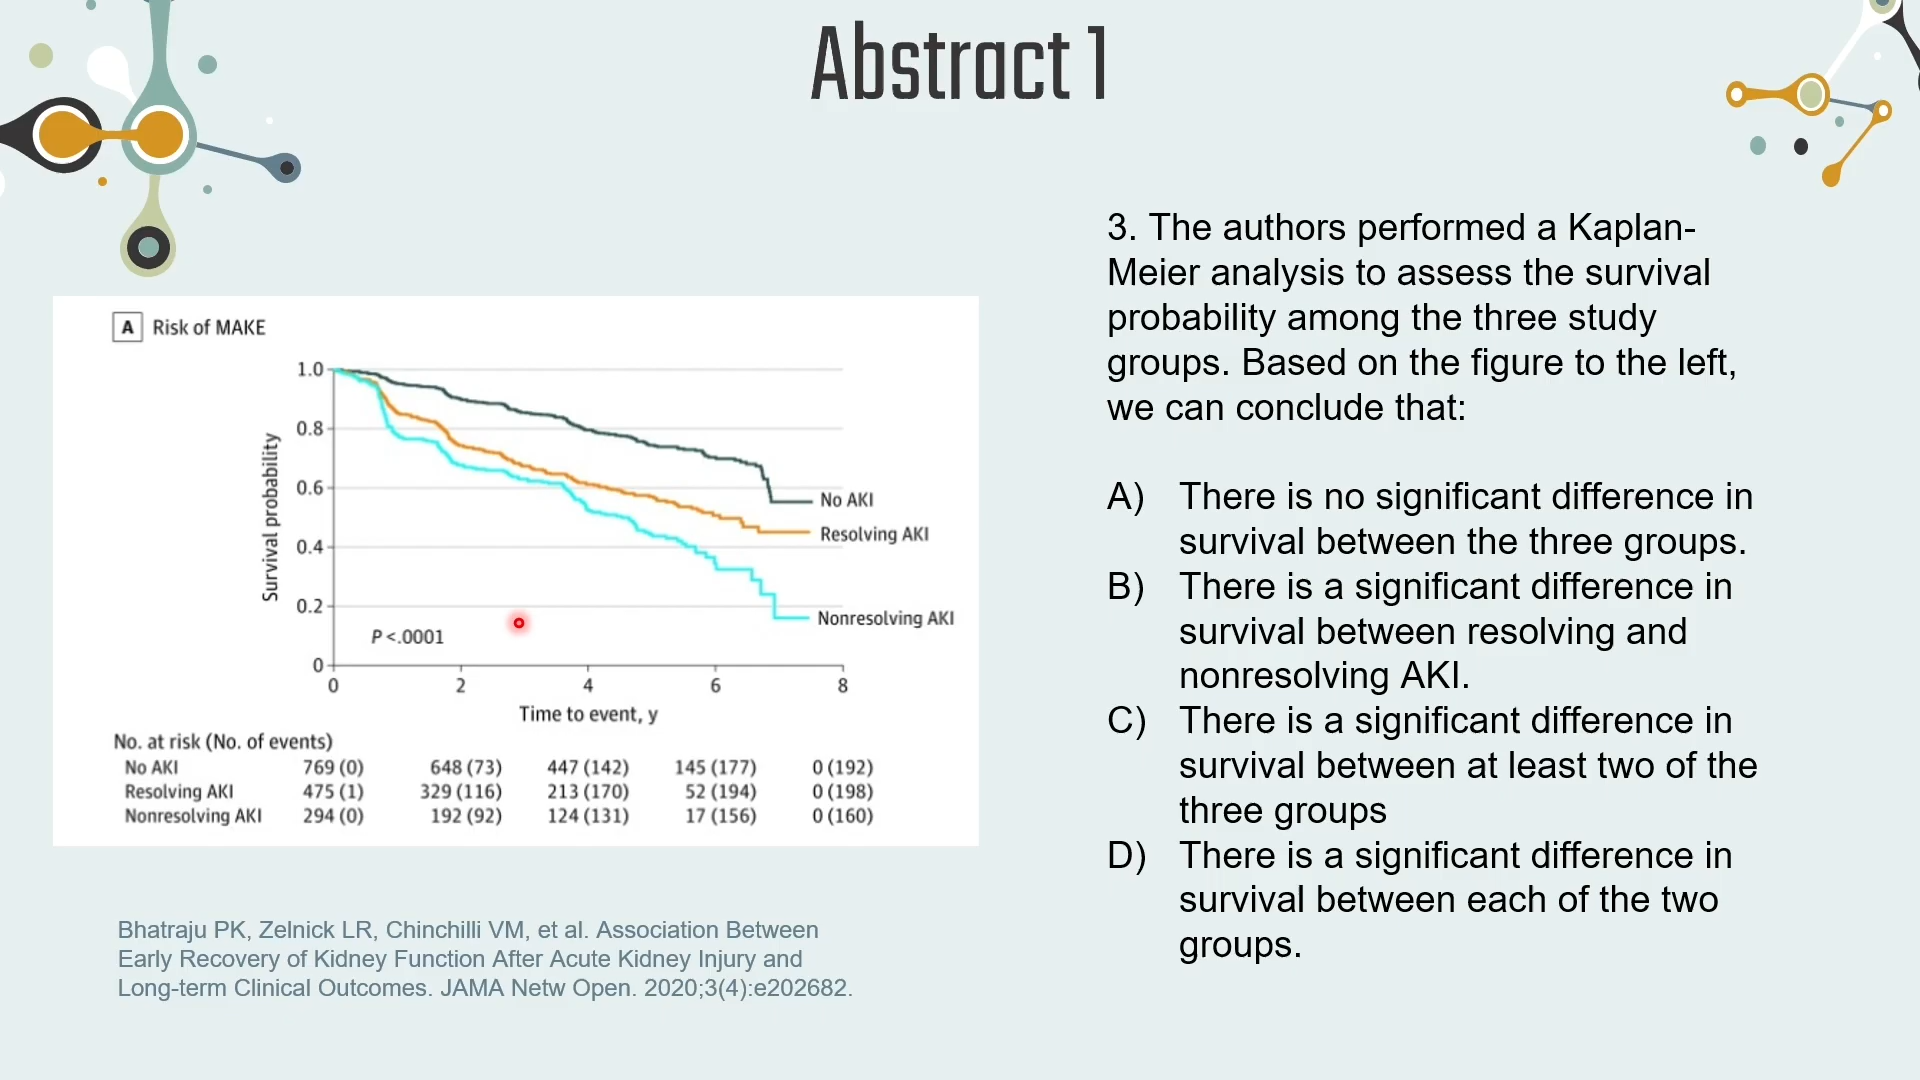 Abstract 1
A Risk of MAKE
1.0
0.8
0.6
0.4
0.2
0
Survival probability
No AKI
Resolving AKI
Nonresolving AKI
P <.0001
0 2 4 6 8
Time to event, y
No. at risk (No. of events)
No AKI 769 (0) 648 (73) 447 (142) 145 (177) 0 (192)
Resolving AKI 475 (1) 329 (116) 213 (170) 52 (194) 0 (198)
Nonresolving AKI 294 (0) 192 (92) 124 (131) 17 (156) 0 (160)
Bhatraju PK, Zelnick LR, Chinchilli VM, et al. Association Between
Early Recovery of Kidney Function After Acute Kidney Injury and
Long-term Clinical Outcomes. JAMA Netw Open. 2020;3(4):e202682.
3. The authors performed a Kaplan-
Meier analysis to assess the survival
probability among the three study
groups. Based on the figure to the left,
we can conclude that:
A) There is no significant difference in
survival between the three groups.
B) There is a significant difference in
survival between resolving and
nonresolving AKI.
C) There is a significant difference in
survival between at least two of the
three groups
D) There is a significant difference in
survival between each of the two
groups.